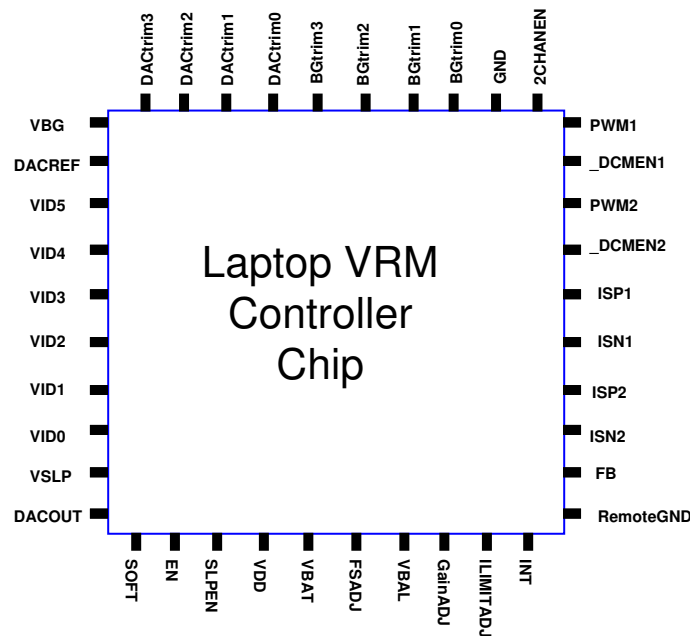 DACtrim3
DACtrim2
DACtrim1
DACtrim0
BGtrim3
BGtrim2
BGtrim1
BGtrim0
GND
2CHANEN
VBG
DACREF
VID5
VID4
VID3
VID2
VID1
VID0
VSLP
DACOUT
Laptop VRM
Controller
Chip
PWM1
_DCMEN1
PWM2
_DCMEN2
ISP1
ISN1
ISP2
ISN2
FB
RemoteGND
SOFT
EN
SLPEN
VDD
VBAT
FSADJ
VBAL
GainADJ
ILIMITADJ
INT